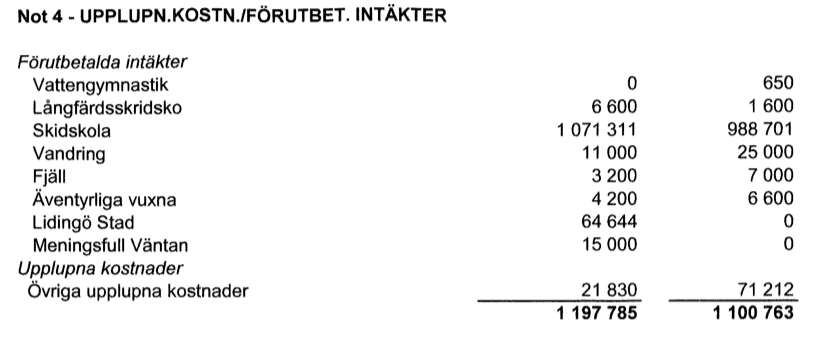 Not 4 - UPPLUPN.KOSTN./FÖRUTBET. INTÄKTER
Förutbetalda intäkter
Vattengymnastik 0 650
Långfärdsskridsko 6 600 1 600
Skidskola 1 071 311 988 701
Vandring 11 000 25 000
Fjäll 3 200 7 000
Äventyrliga vuxna 4 200 6 600
Lidingö Stad 64 644 0
Meningsfull Väntan 15 000 0
Upplupna kostnader
Övriga upplupna kostnader 21 830 71 212
1 197 785 1 100 763